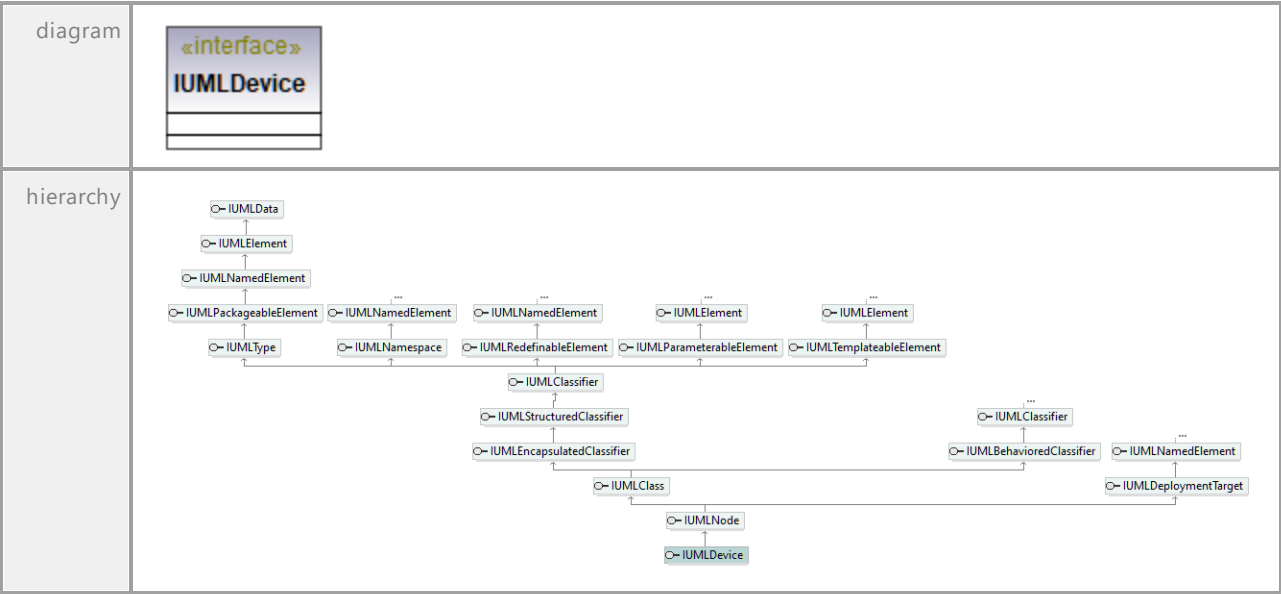 diagram
«interface»
IUMLDevice
hierarchy
IUMLData
IUMLElement
IUMLNamedElement
... ... ... ...
IUMLPackageableElement IUMLNamedElement IUMLNamedElement IUMLElement IUMLElement
IUMLType IUMLNamespace IUMLRedefinableElement IUMLParameterableElement IUMLTemplateableElement
IUMLClassifier
...
IUMLStructuredClassifier IUMLClassifier
...
IUMLEncapsulatedClassifier IUMLBehavioredClassifier IUMLNamedElement
IUMLClass IUMLDeploymentTarget
IUMLNode
IUMLDevice